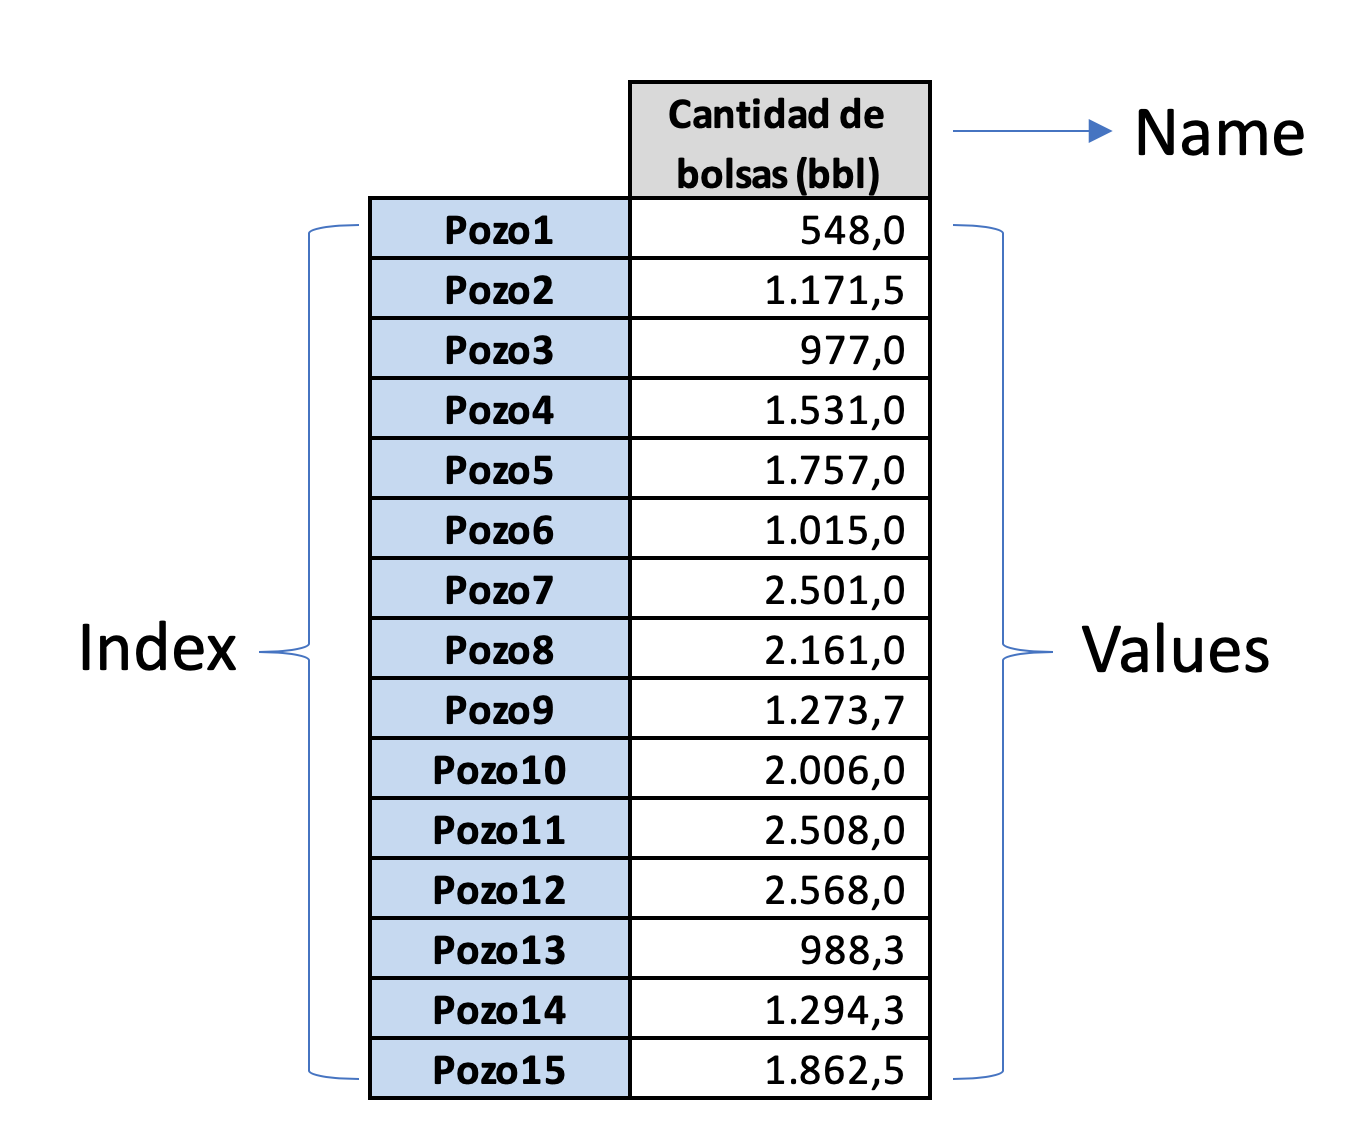 Cantidad de
bolsas (bbl)
Name
Pozo1 548,0
Pozo2 1.171,5
Pozo3 977,0
Pozo4 1.531,0
Pozo5 1.757,0
Pozo6 1.015,0
Pozo7 2.501,0
Index
Pozo8 2.161,0
Values
Pozo9 1.273,7
Pozo10 2.006,0
Pozo11 2.508,0
Pozo12 2.568,0
Pozo13 988,3
Pozo14 1.294,3
Pozo15 1.862,5